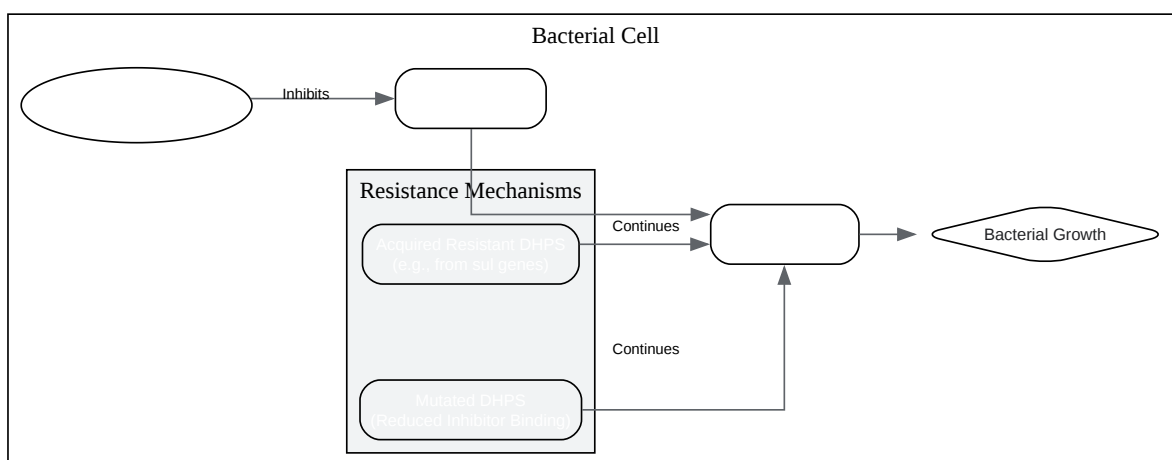 Bacterial Cell
Inhibits
Resistance Mechanisms
Acquired Resistant DHPS
(e.g., from sul genes)
Continues
Bacterial Growth
Continues
Mutated DHPS
(Reduced Inhibitor Binding)